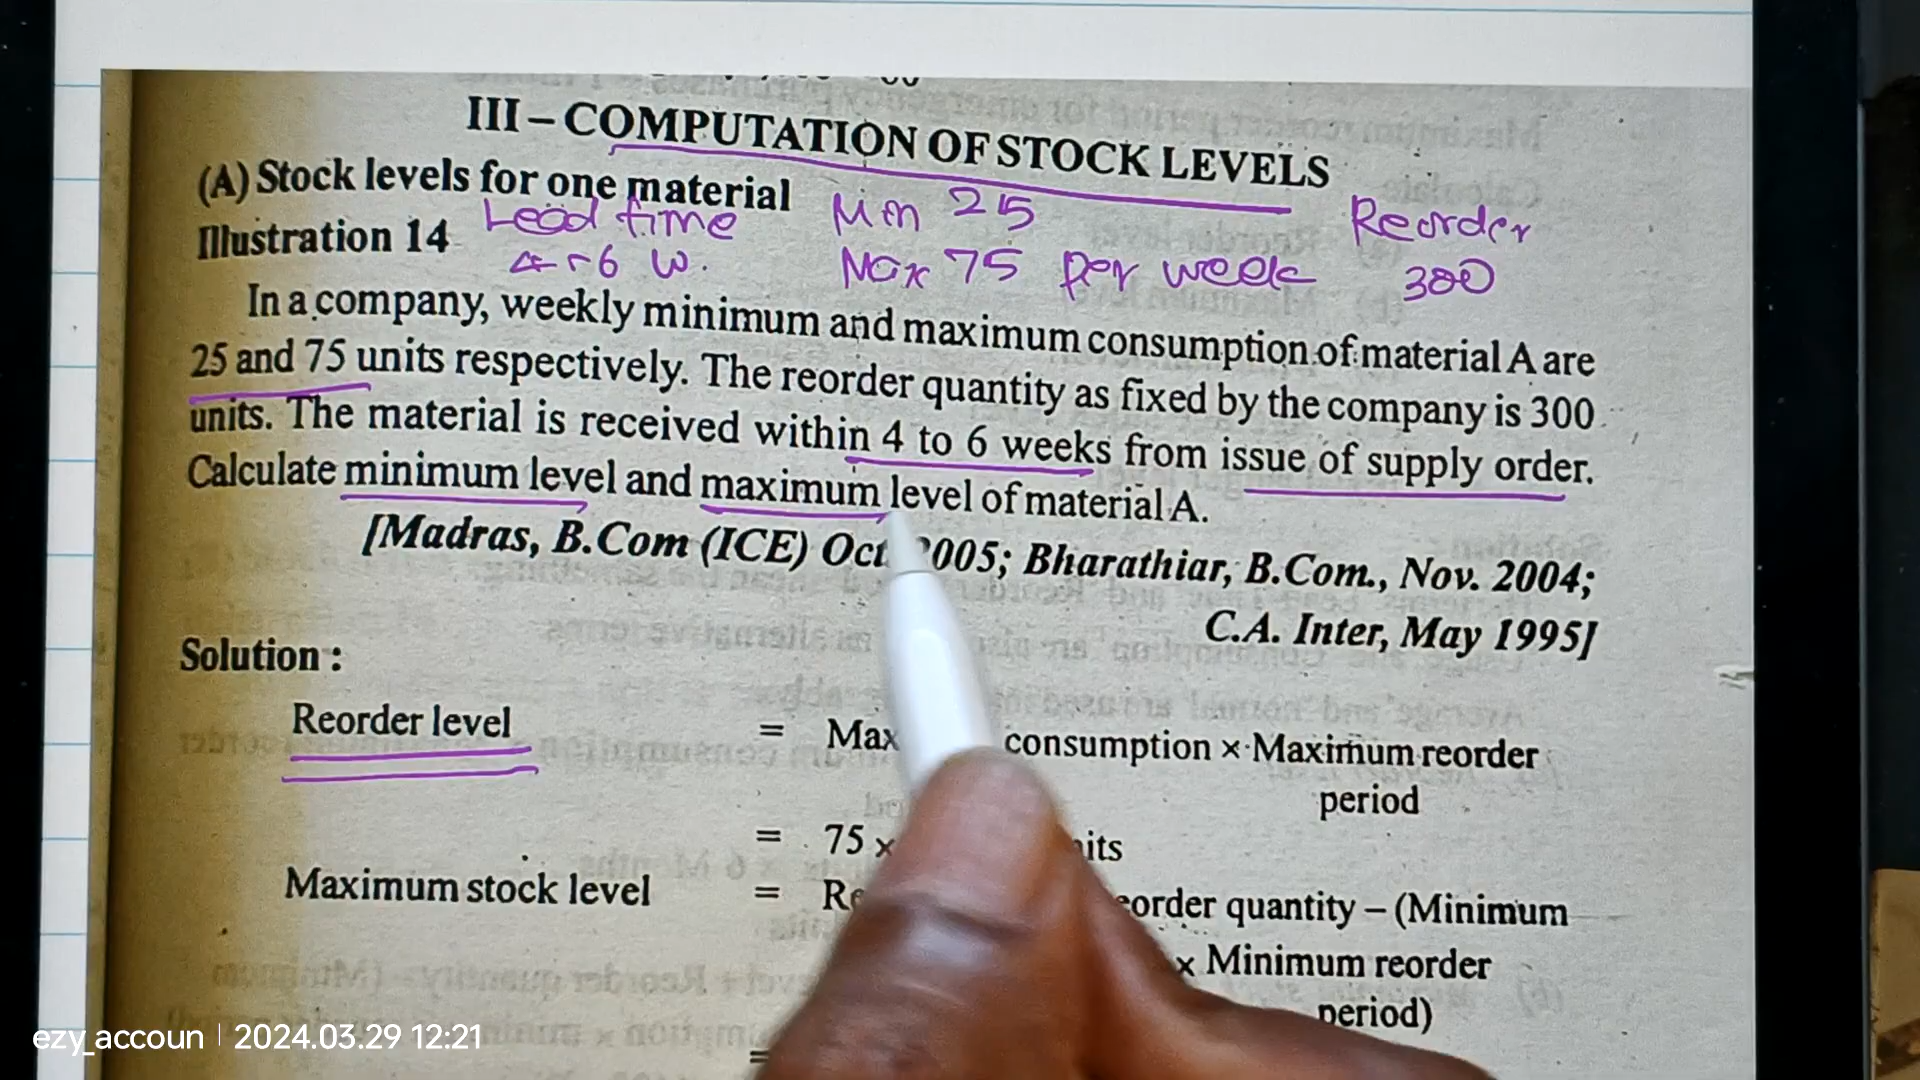 III – COMPUTATION OF STOCK LEVELS
(A) Stock levels for one material
Lead time Min 25 Reorder
Illustration 14
4 - 6 w. Max 75 per week 300
In a company, weekly minimum and maximum consumption of material A are
25 and 75 units respectively. The reorder quantity as fixed by the company is 300
units. The material is received within 4 to 6 weeks from issue of supply order.
Calculate minimum level and maximum level of material A.
[Madras, B.Com (ICE) Oct 2005; Bharathiar, B.Com., Nov. 2004;
C.A. Inter, May 1995]
Solution :
Reorder level = Max consumption × Maximum reorder
period
= 75 ×
Maximum stock level = quantity – (Minimum
× Minimum reorder
period)
=
ezy_accoun | 2024.03.29 12:21